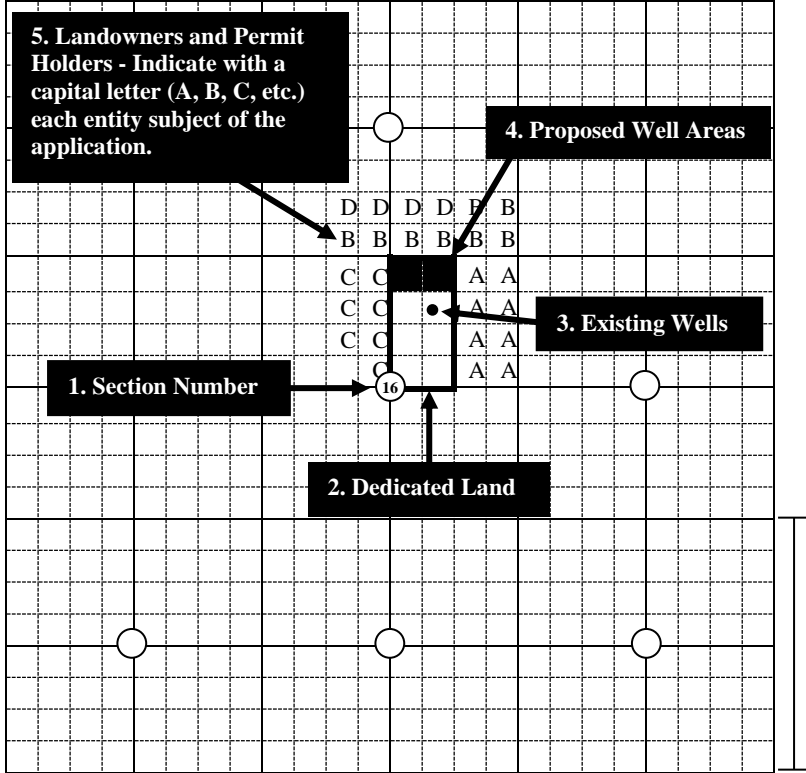 5. Landowners and Permit
Holders - Indicate with a
capital letter (A, B, C, etc.)
each entity subject of the
application.
4. Proposed Well Areas
D D D D B B
B B B B B B
C C A A
C C A A
3. Existing Wells
C C A A
C A A
1. Section Number
16
2. Dedicated Land